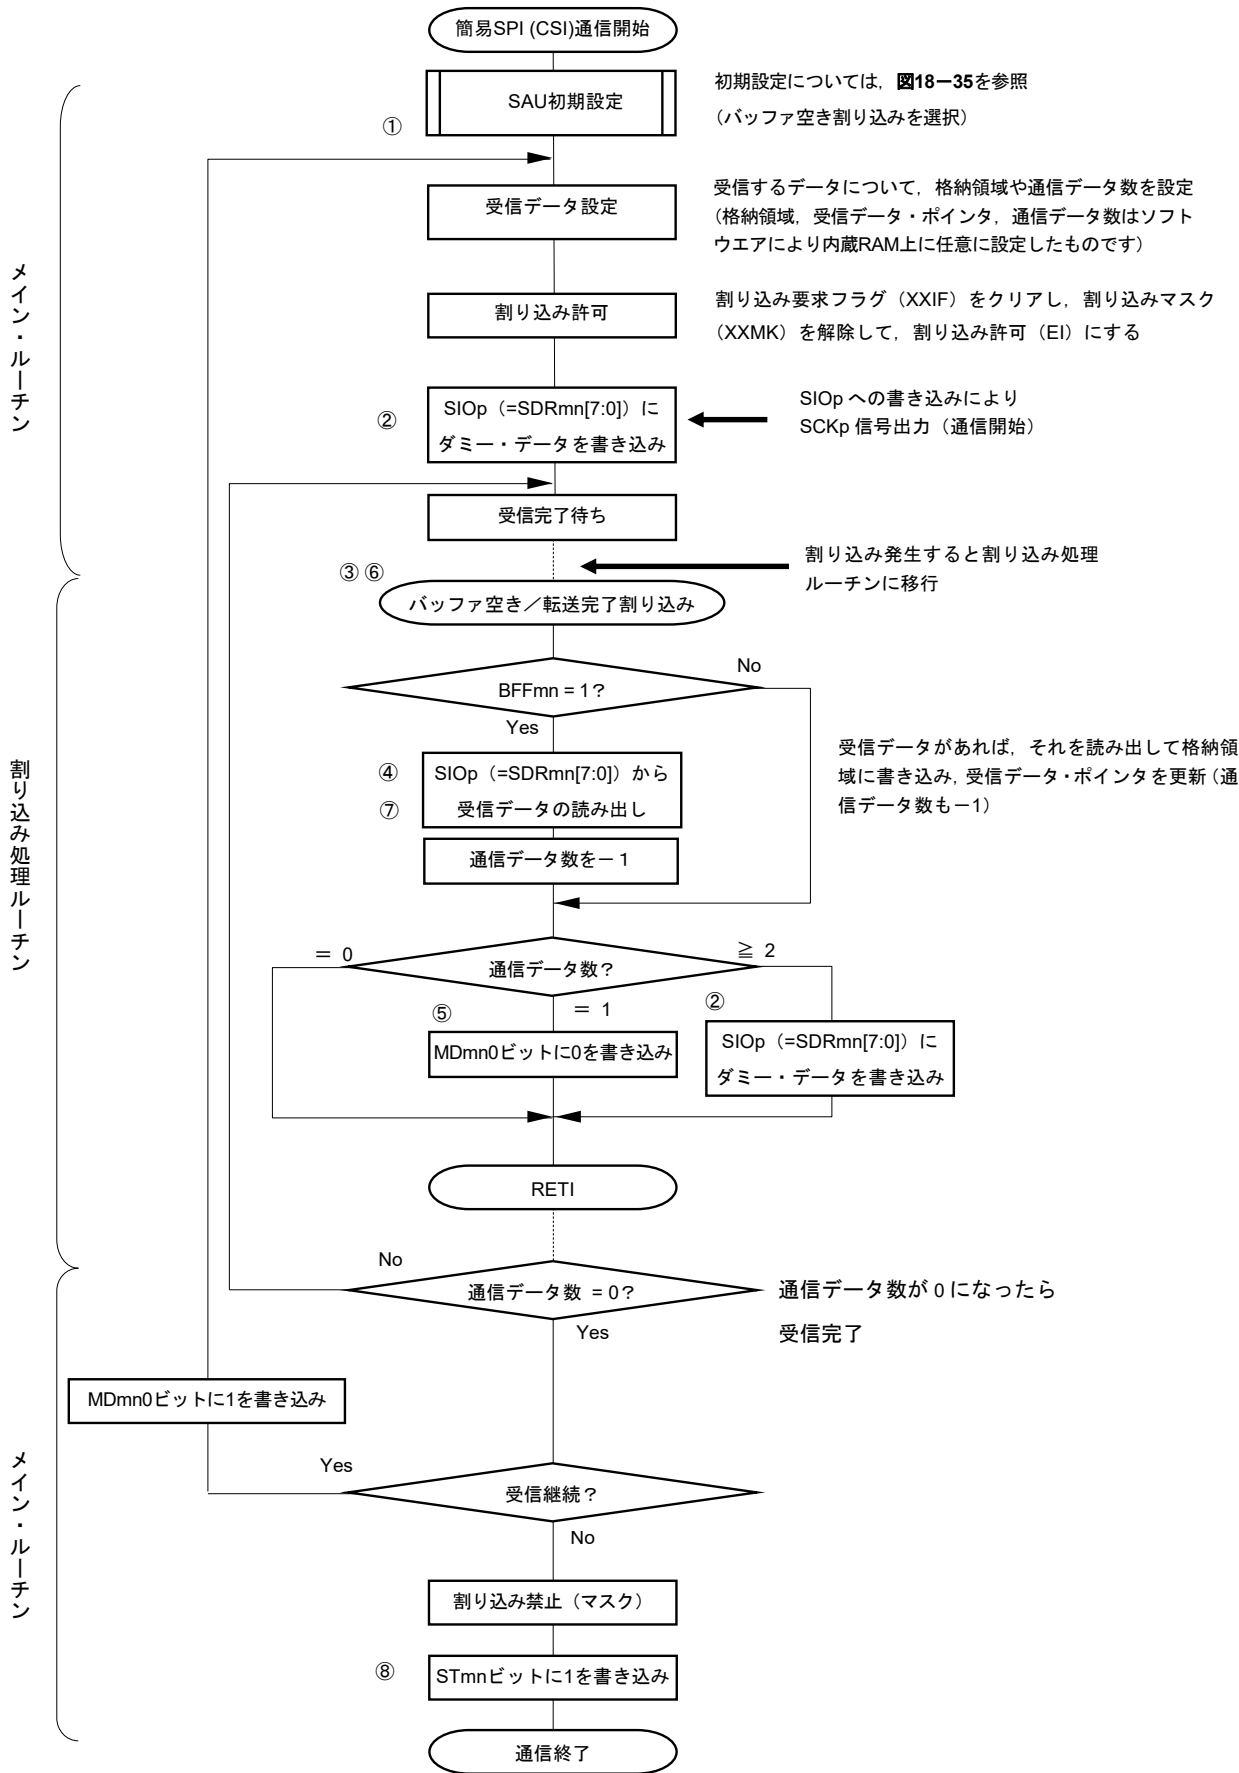 簡易SPI (CSI)通信開始
SAU初期設定
初期設定については，図18－35を参照
（バッファ空き割り込みを選択）
①
受信データ設定
受信するデータについて，格納領域や通信データ数を設定
（格納領域，受信データ・ポインタ，通信データ数はソフト
ウエアにより内蔵RAM上に任意に設定したものです）
メイン・ルーチン
割り込み許可
割り込み要求フラグ（XXIF）をクリアし，割り込みマスク
（XXMK）を解除して，割り込み許可（EI）にする
②
SIOp（=SDRmn[7:0]）に
ダミー・データを書き込み
SIOp への書き込みにより
SCKp 信号出力（通信開始）
受信完了待ち
割り込み発生すると割り込み処理
ルーチンに移行
③ ⑥
バッファ空き／転送完了割り込み
BFFmn = 1？
No
Yes
④
⑦
SIOp（=SDRmn[7:0]）から
受信データの読み出し
受信データがあれば，それを読み出して格納領
域に書き込み，受信データ・ポインタを更新（通
信データ数も－1）
割り込み処理ルーチン
通信データ数を－１
通信データ数？
＝ 0
≧ 2
＝ 1
⑤
MDmn0ビットに0を書き込み
②
SIOp（=SDRmn[7:0]）に
ダミー・データを書き込み
RETI
No
通信データ数 = 0？
Yes
通信データ数が 0 になったら
受信完了
MDmn0ビットに1を書き込み
Yes
受信継続？
No
メイン・ルーチン
割り込み禁止（マスク）
⑧
STmnビットに1を書き込み
通信終了